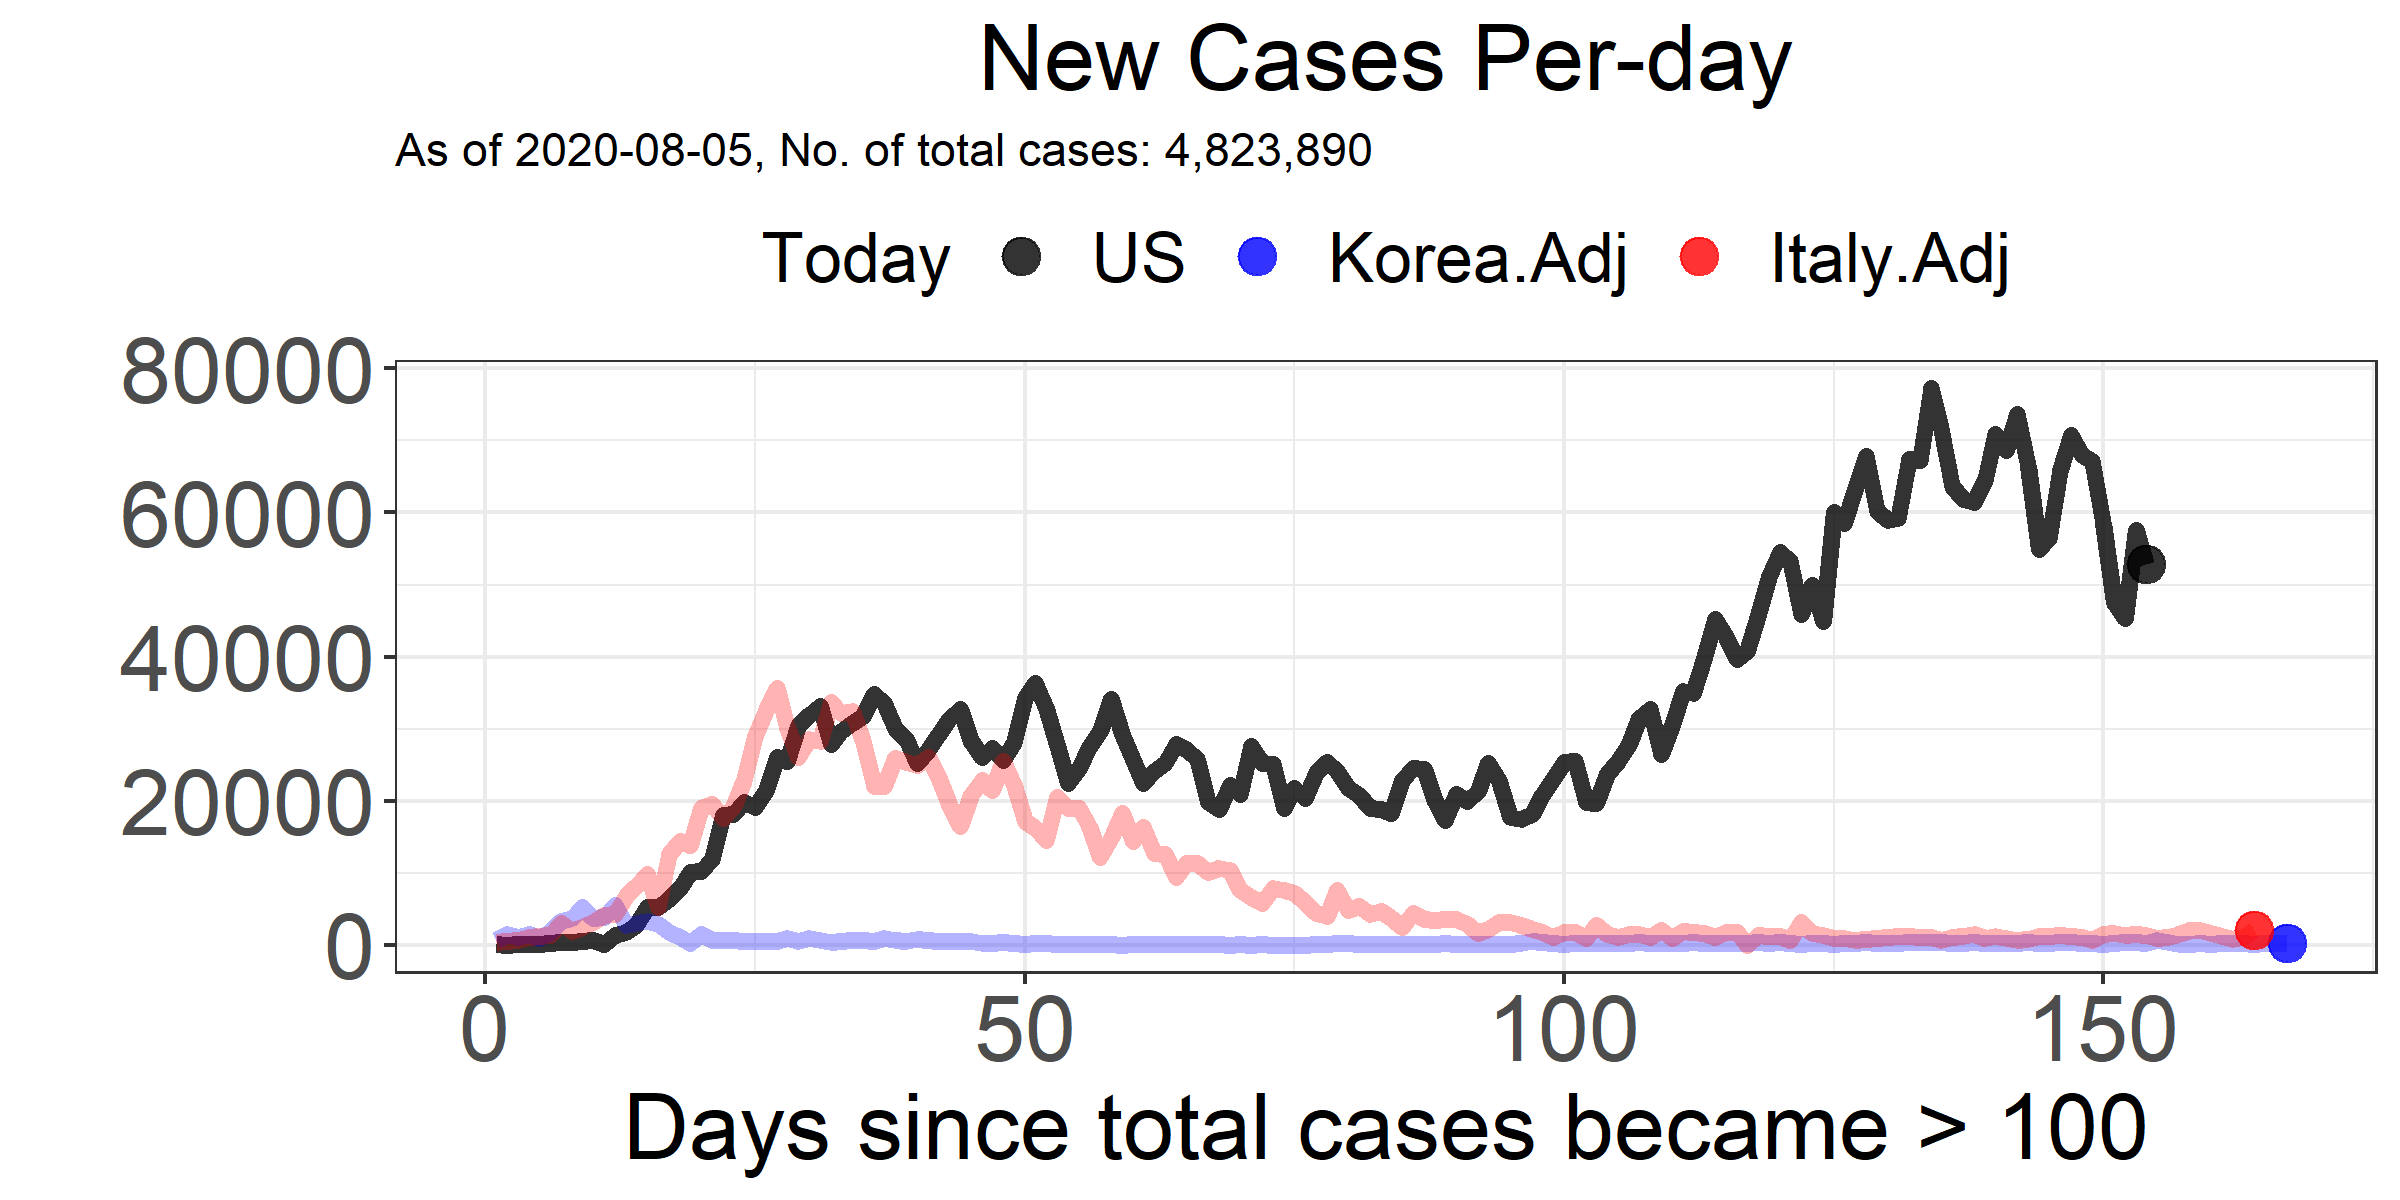 New Cases Per-day
As of 2020-08-05, No. of total cases: 4,823,890
Today US Korea.Adj Italy.Adj
80000
60000
40000
20000
0
0 50 100 150
Days since total cases became > 100